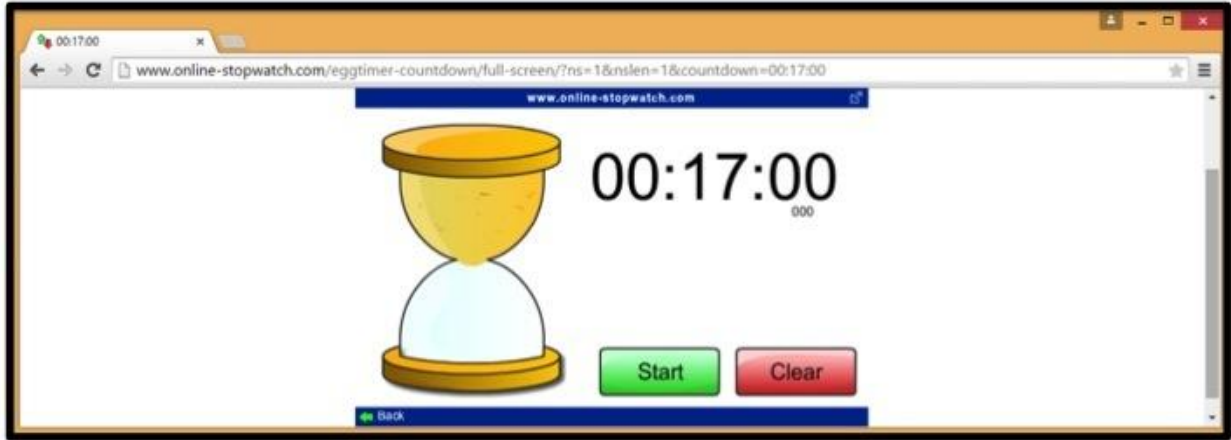 00:17:00
www.online-stopwatch.com/eggtimer-countdown/full-screen/?ns=1&nslen=1&countdown=00:17:00
www.online-stopwatch.com
00:17:00
000
Start Clear
Back